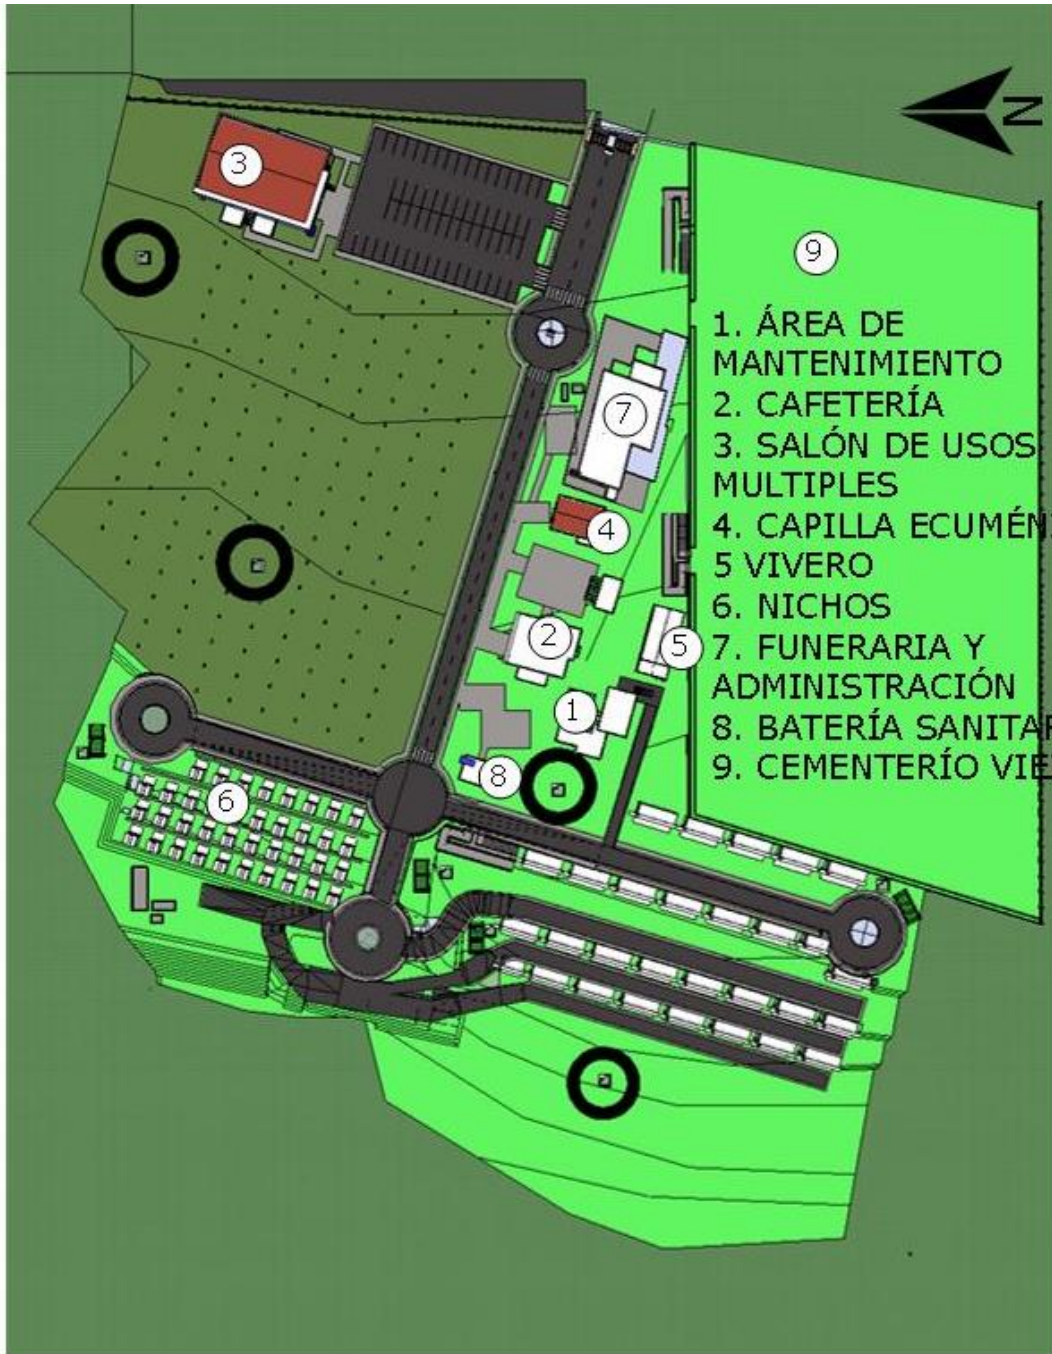 N
3
9
1. ÁREA DE
MANTENIMIENTO
2. CAFETERÍA
3. SALÓN DE USOS
MULTIPLES
4. CAPILLA ECUMÉN
5 VIVERO
6. NICHOS
7. FUNERARIA Y
ADMINISTRACIÓN
8. BATERÍA SANITAR
9. CEMENTERÍO VIE
7
4
2
5
1
8
6